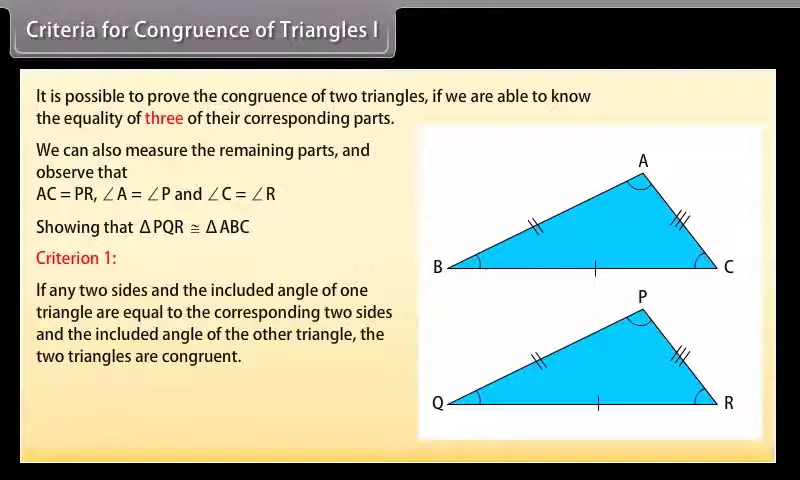 Criteria for Congruence of Triangles I
It is possible to prove the congruence of two triangles, if we are able to know
the equality of three of their corresponding parts.
We can also measure the remaining parts, and
observe that
AC = PR, ∠A = ∠P and ∠C = ∠R
Showing that ΔPQR ≅ ΔABC
Criterion 1:
If any two sides and the included angle of one
triangle are equal to the corresponding two sides
and the included angle of the other triangle, the
two triangles are congruent.
A
B
C
P
Q
R